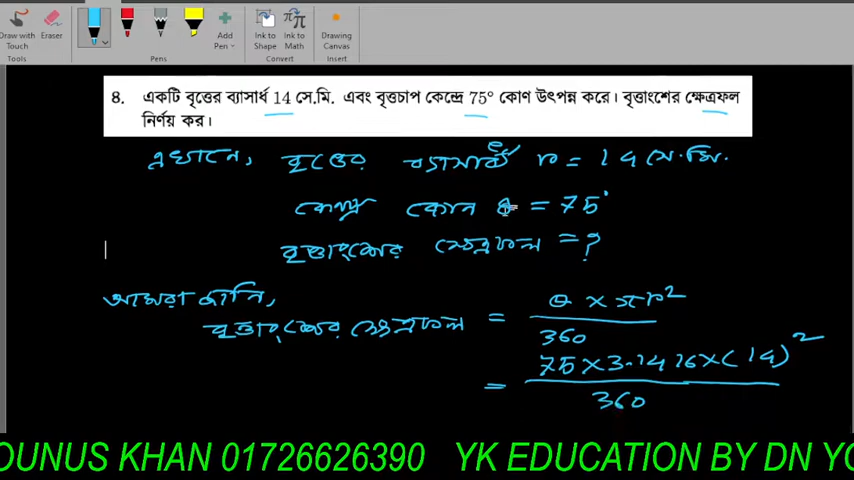 Draw with Touch
Eraser
Tools
Pens
Add Pen
Ink to Shape
Ink to Math
Convert
Drawing Canvas
Insert
8. একটি বৃত্তের ব্যাসার্ধ 14 সে.মি. এবং বৃত্তচাপ কেন্দ্রে 75° কোণ উৎপন্ন করে। বৃত্তাংশের ক্ষেত্রফল
নির্ণয় কর।
এখানে, বৃত্তের ব্যাসার্ধ r = 14 সে.মি.
কেন্দ্রে কোন θ = 75°
বৃত্তাংশের ক্ষেত্রফল = ?
আমরা জানি,
বৃত্তাংশের ক্ষেত্রফল = θ × πr²
360
= 75 × 3.1416 × (14)²
360
OUNUS KHAN 01726626390 YK EDUCATION BY DN YO